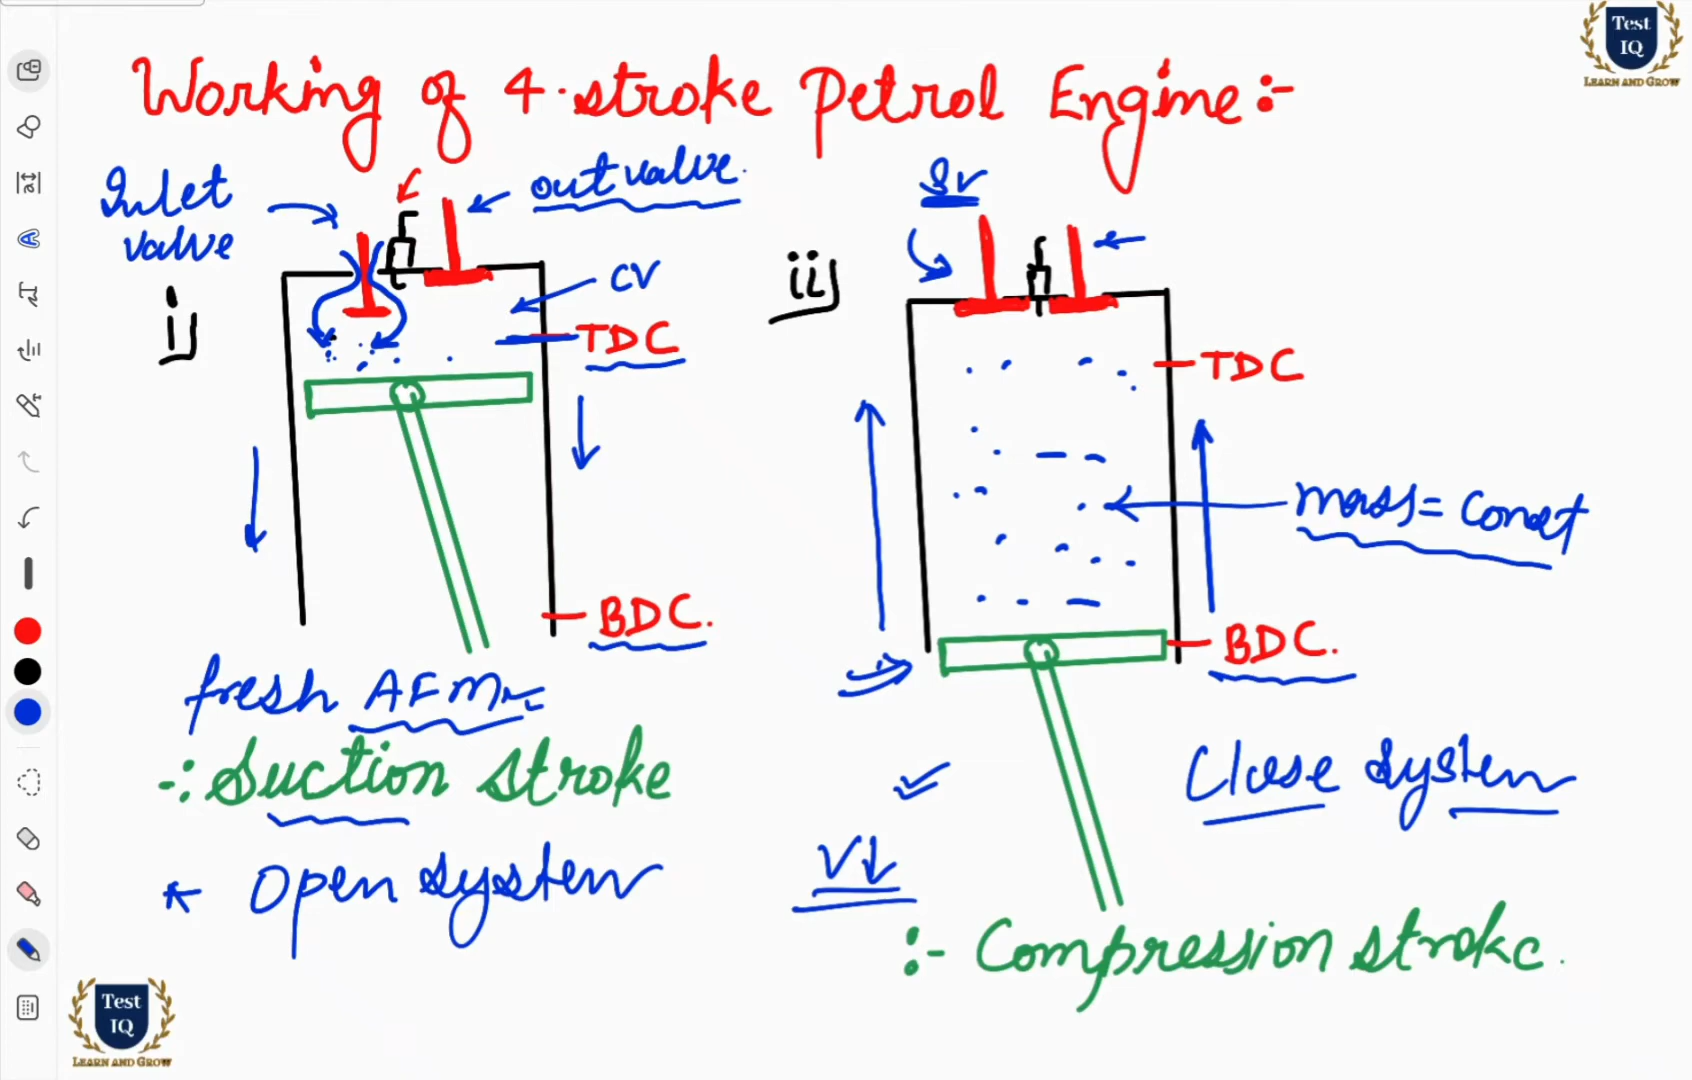 Test
IQ
LEARN AND GROW
Working of 4-stroke Petrol Engine:-
Inlet
valve
out valve.
i)
CV
TDC
BDC.
fresh AFM
-: Suction stroke
* Open system
ii)
TDC
mass = Const
BDC.
Close system
V↓
:- Compression stroke.
Test
IQ
LEARN AND GROW